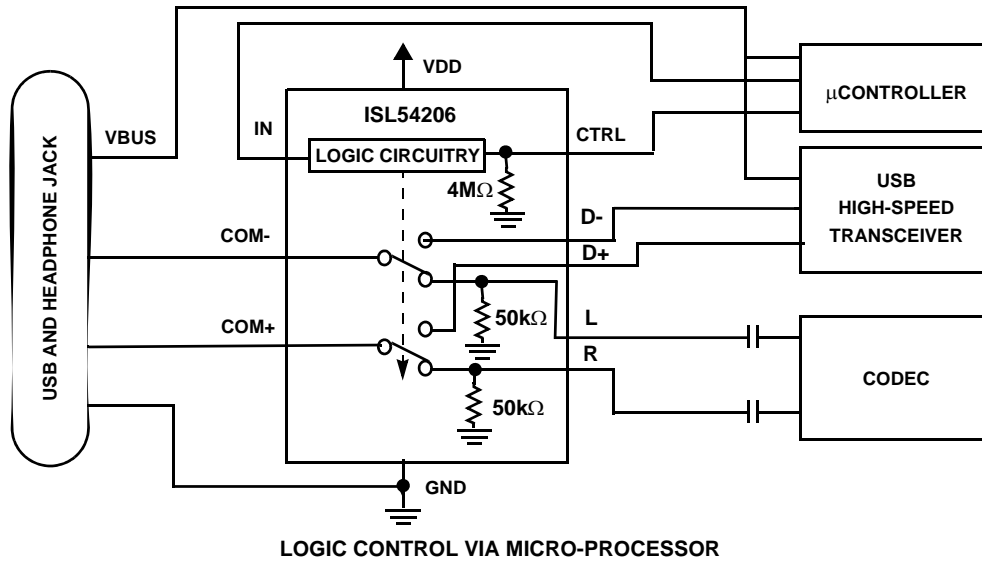 VDD
ISL54206
IN
LOGIC CIRCUITRY
CTRL
4MΩ
µCONTROLLER
VBUS
USB AND HEADPHONE JACK
USB
HIGH-SPEED
TRANSCEIVER
D-
D+
COM-
50kΩ
L
COM+
R
50kΩ
CODEC
GND
LOGIC CONTROL VIA MICRO-PROCESSOR